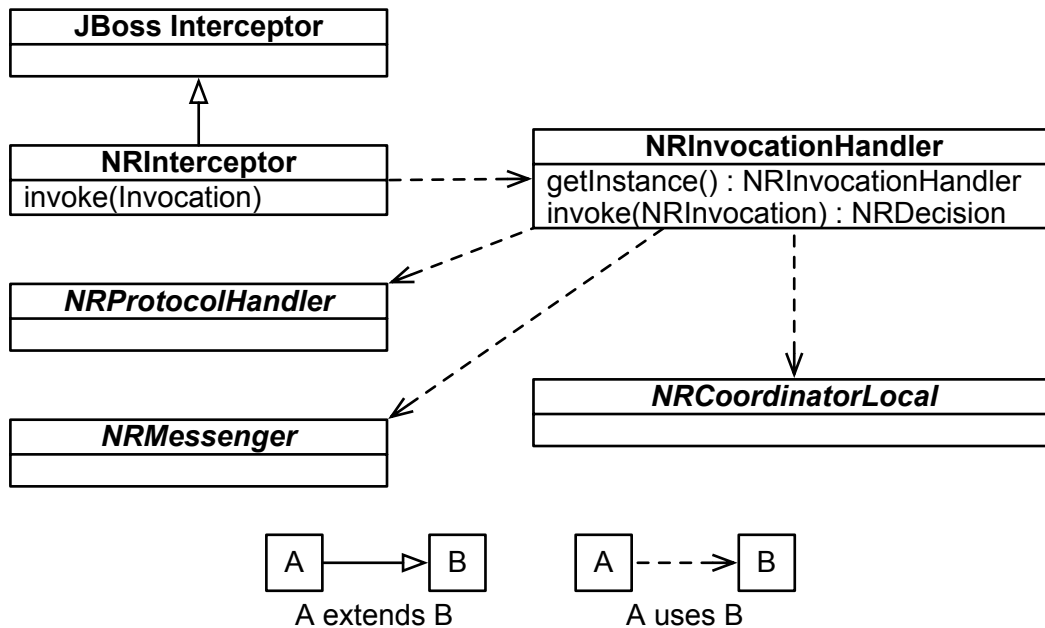 JBoss Interceptor
NRInterceptor
invoke(Invocation)
NRInvocationHandler
getInstance() : NRInvocationHandler
invoke(NRInvocation) : NRDecision
NRProtocolHandler
NRMessenger
NRCoordinatorLocal
A
B
A extends B
A
B
A uses B